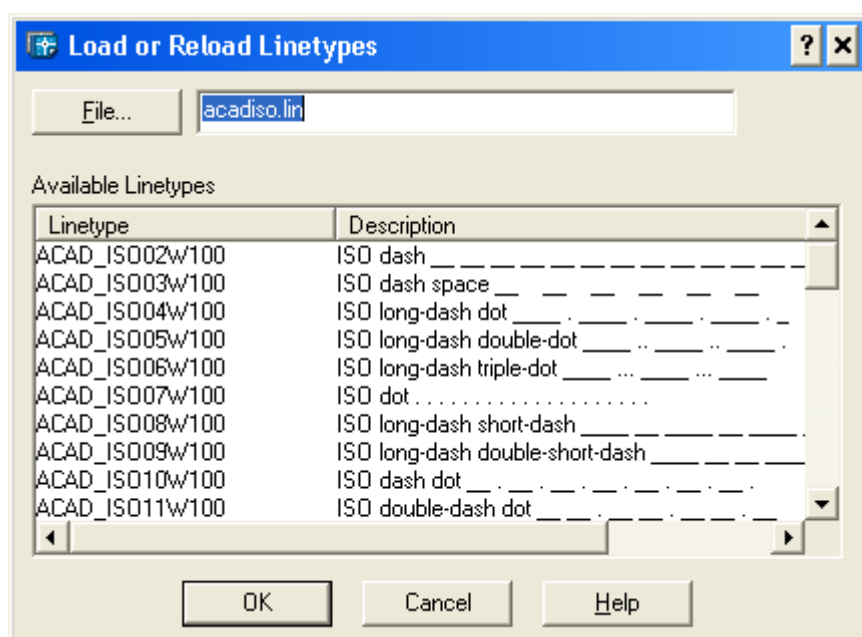 Load or Reload Linetypes
File... acadiso.lin
Available Linetypes
Linetype Description
ACAD_ISO02W100 ISO dash __ __ __ __ __ __ __ __ __ __ __ __ __
ACAD_ISO03W100 ISO dash space __ __ __ __ __ __
ACAD_ISO04W100 ISO long-dash dot ____ . ____ . ____ . ____ . _
ACAD_ISO05W100 ISO long-dash double-dot ____ .. ____ .. ____ .
ACAD_ISO06W100 ISO long-dash triple-dot ____ ... ____ ... ____
ACAD_ISO07W100 ISO dot . . . . . . . . . . . . . . . . . . . .
ACAD_ISO08W100 ISO long-dash short-dash ____ __ ____ __ ____
ACAD_ISO09W100 ISO long-dash double-short-dash ____ __ __ ____
ACAD_ISO10W100 ISO dash dot __ . __ . __ . __ . __ . __ .
ACAD_ISO11W100 ISO double-dash dot __ __ . __ __ . __ __ . __
OK Cancel Help